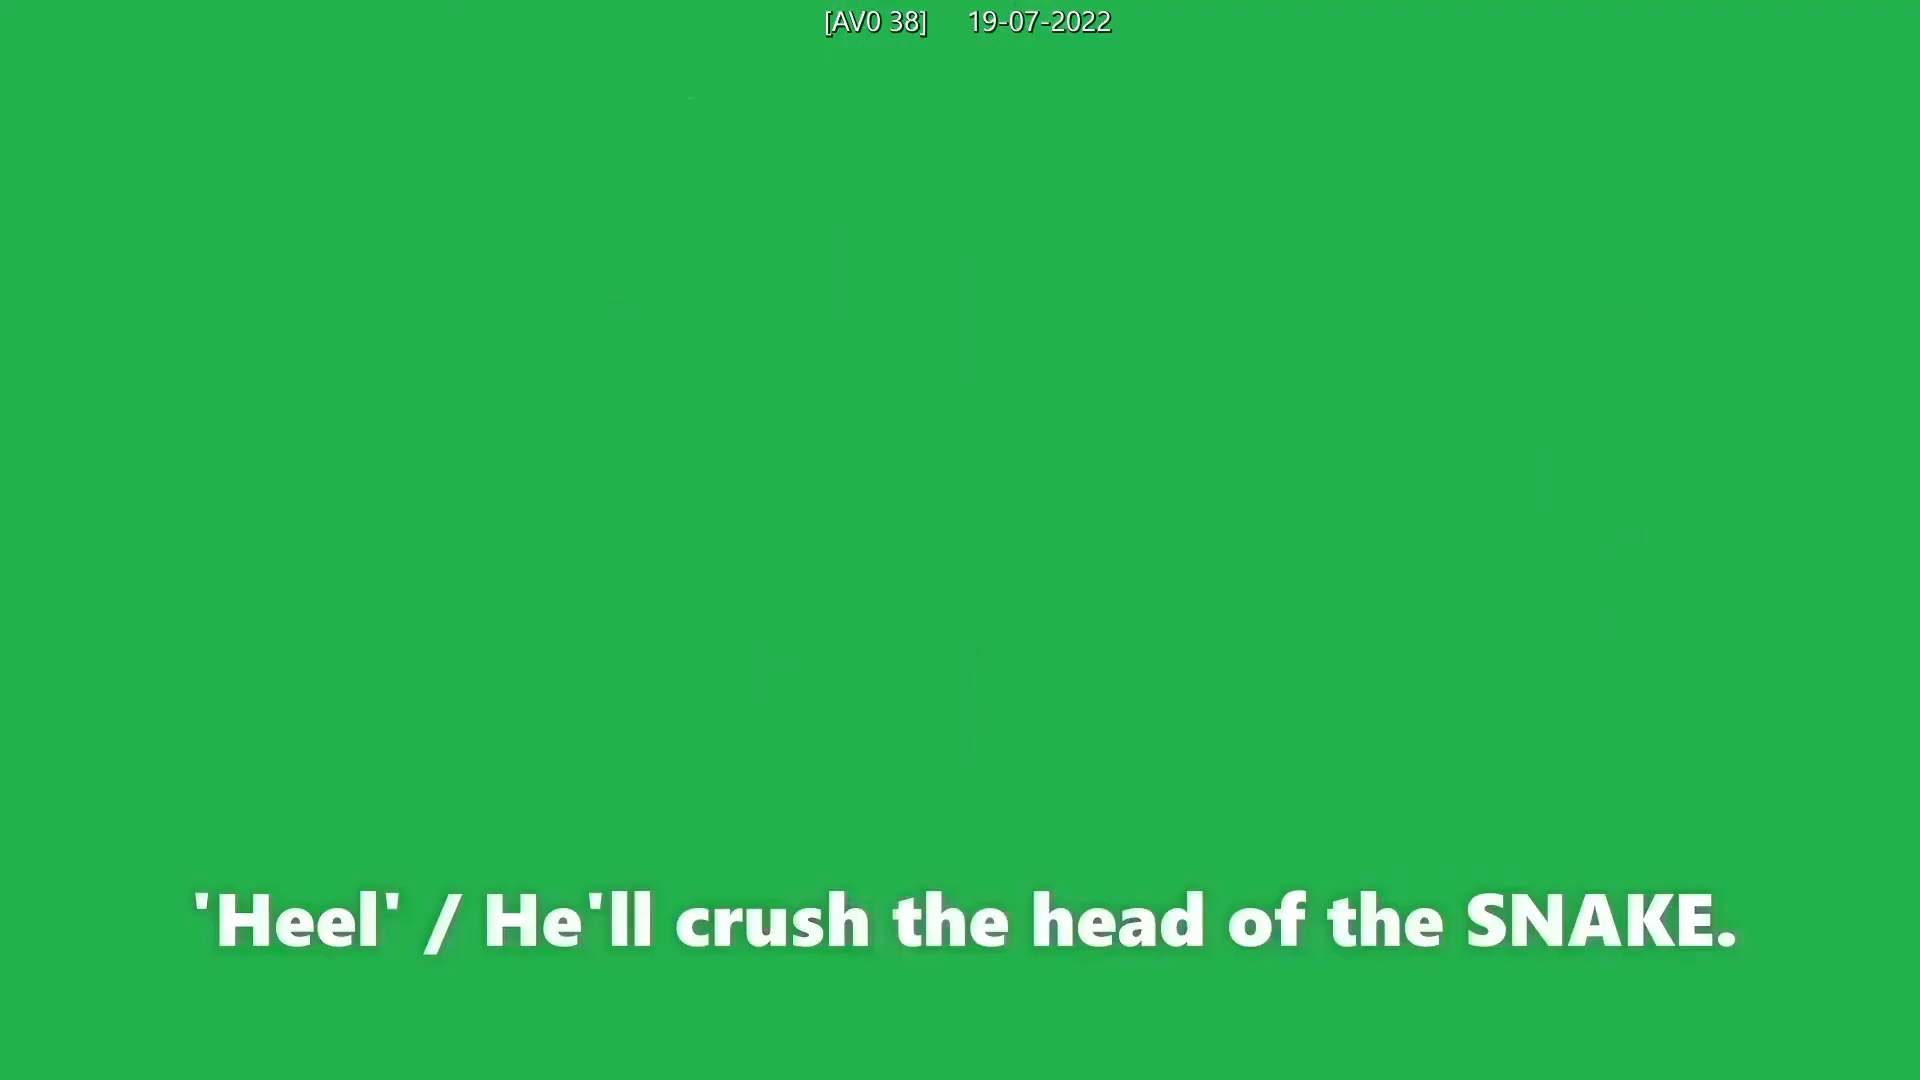 [AV0 38] 19-07-2022
'Heel' / He'll crush the head of the SNAKE.